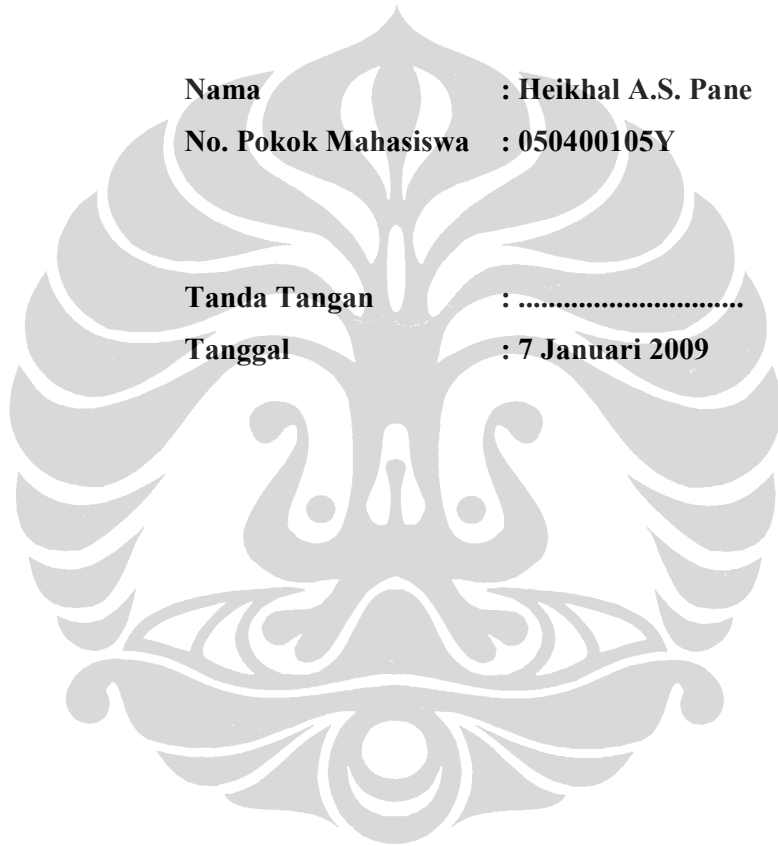 Nama : Heikhal A.S. Pane
No. Pokok Mahasiswa : 050400105Y
Tanda Tangan : ..............................
Tanggal : 7 Januari 2009